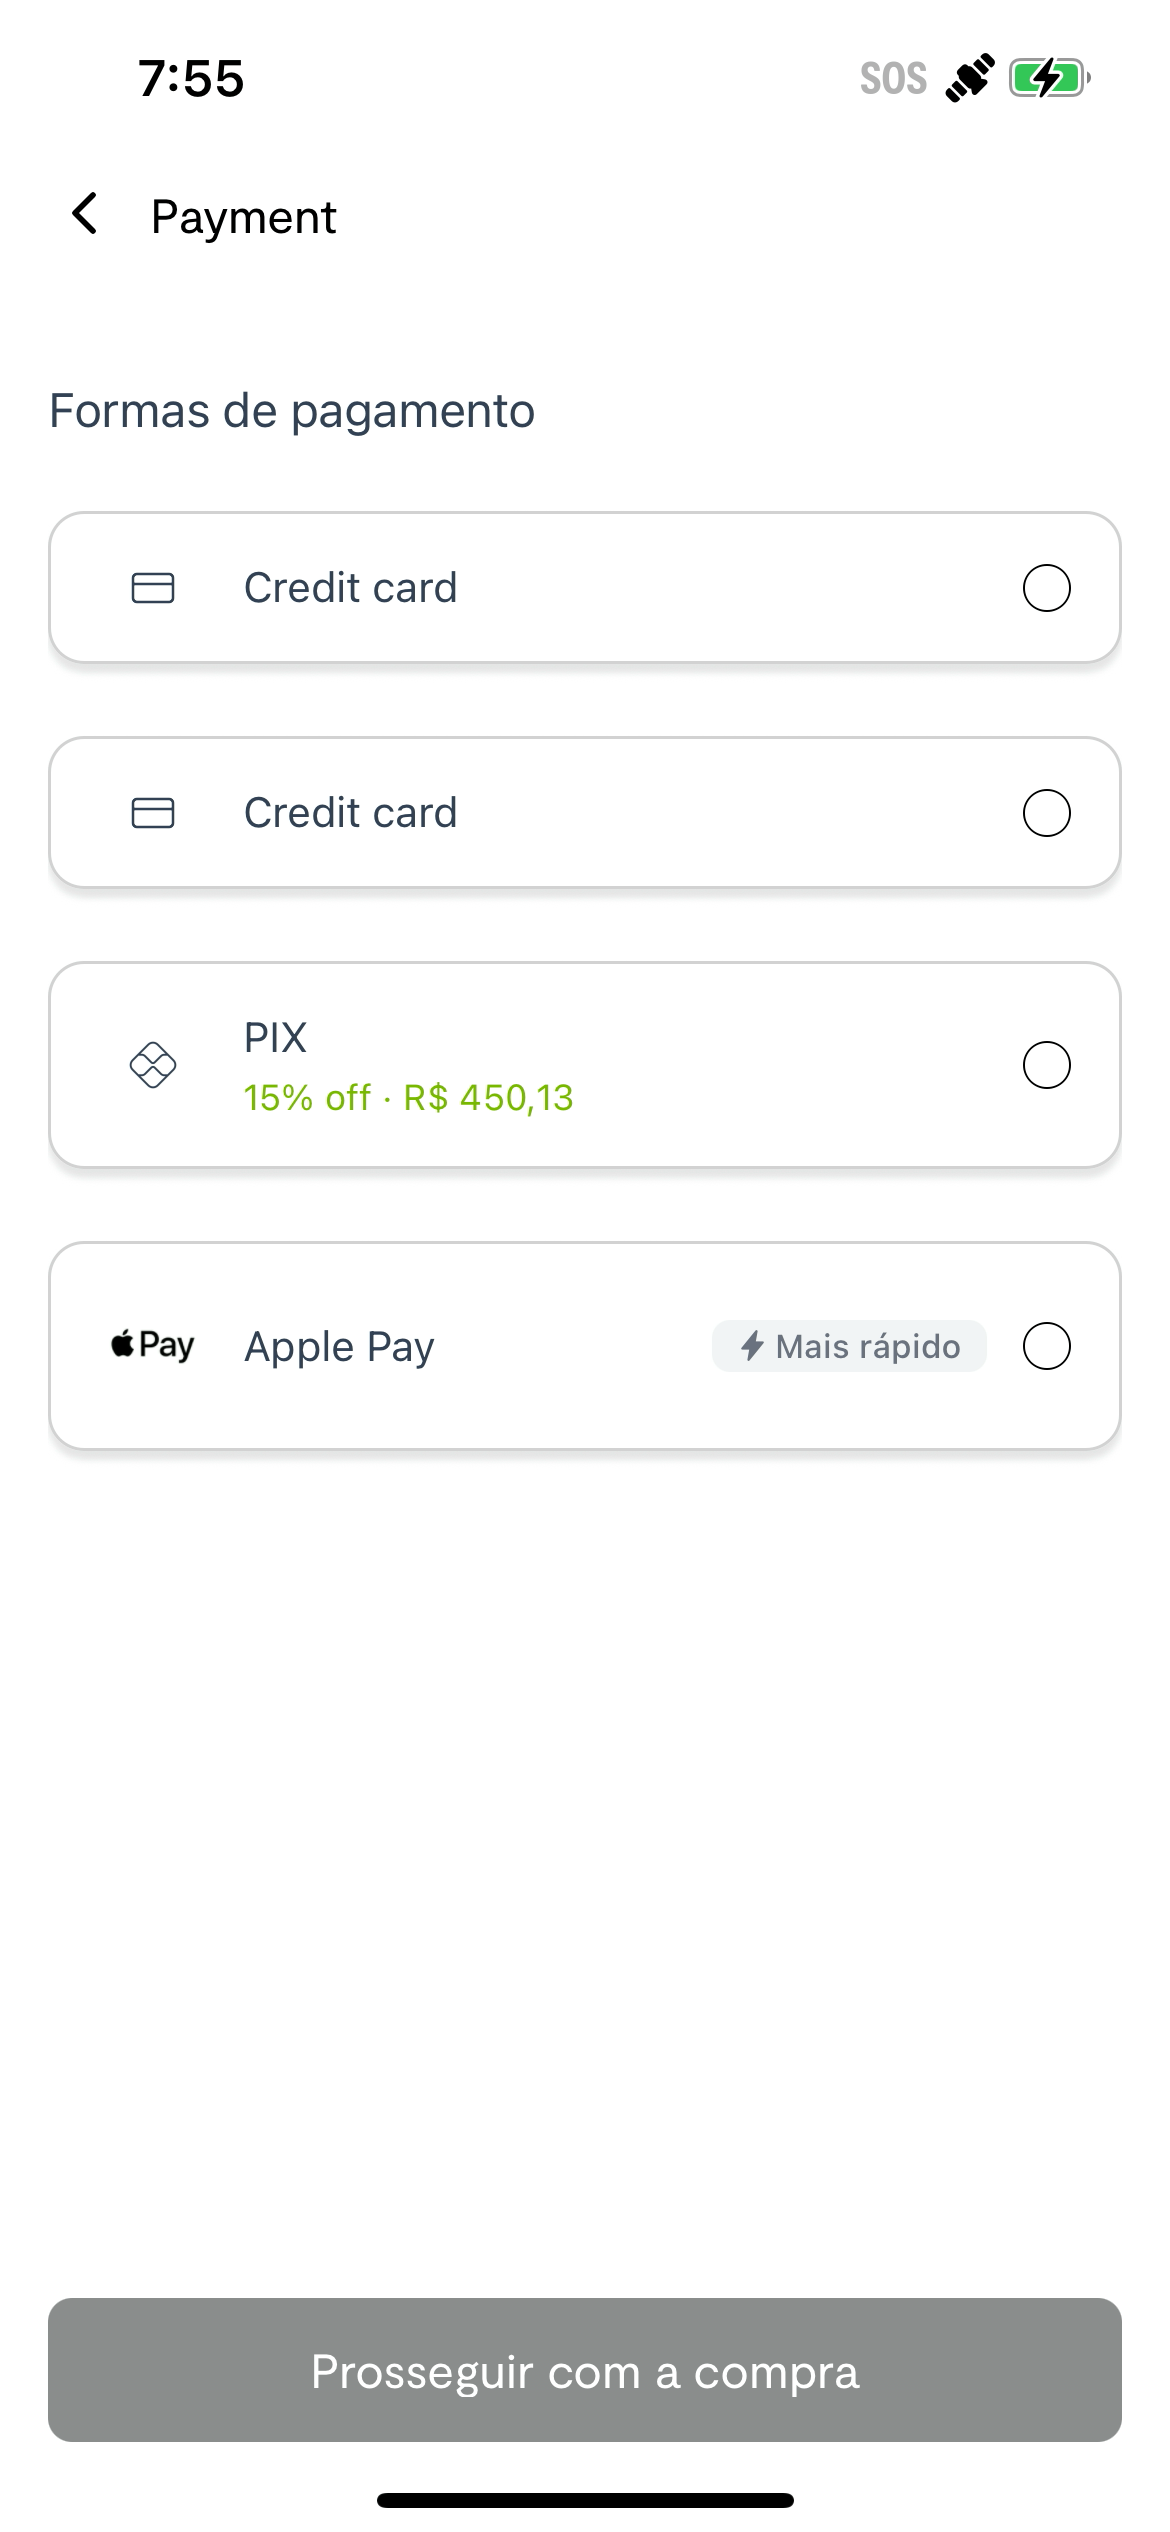 7:55 SOS
Payment
Formas de pagamento
Credit card
Credit card
PIX
15% off · R$ 450,13
Pay Apple Pay Mais rápido
Prosseguir com a compra